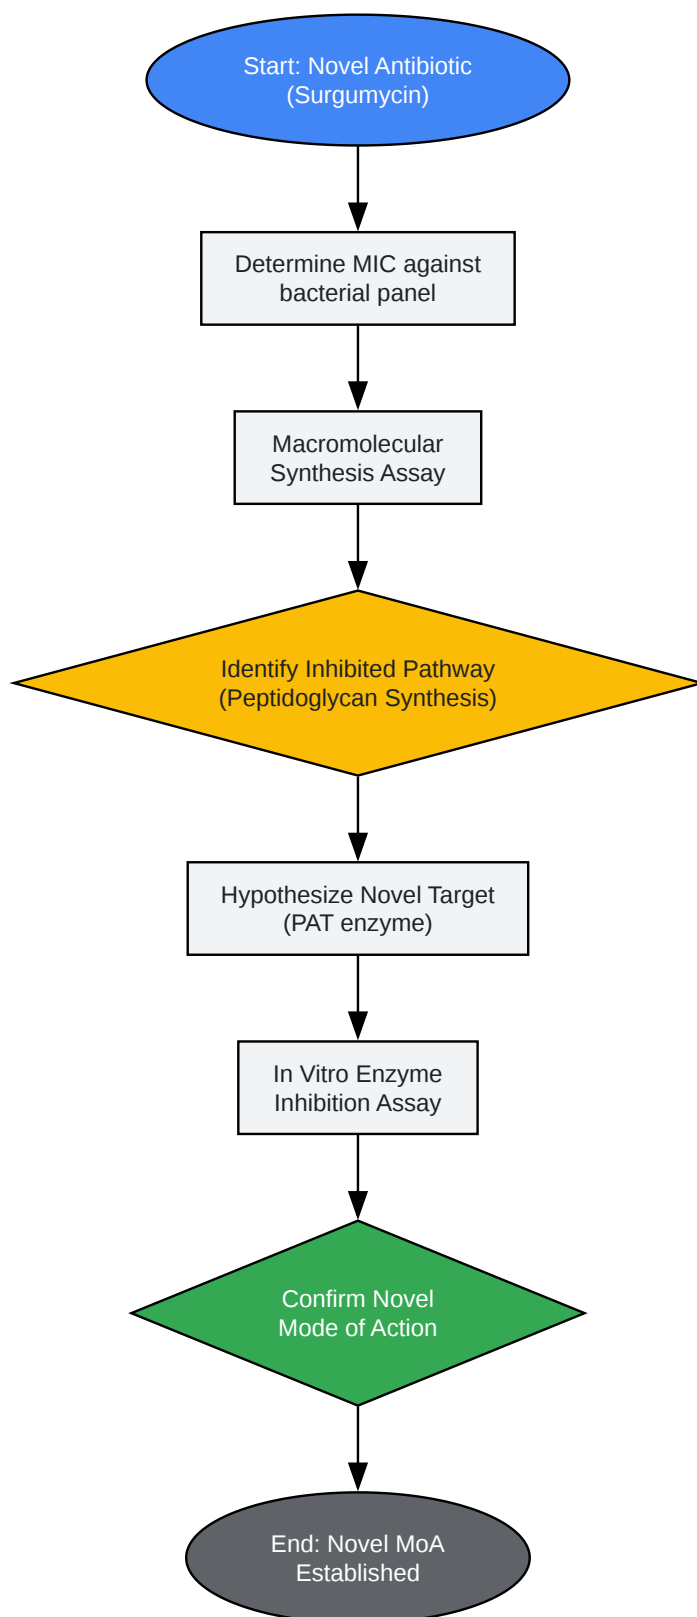 Start: Novel Antibiotic
(Surgumycin)
Determine MIC against
bacterial panel
Macromolecular
Synthesis Assay
Identify Inhibited Pathway
(Peptidoglycan Synthesis)
Hypothesize Novel Target
(PAT enzyme)
In Vitro Enzyme
Inhibition Assay
Confirm Novel
Mode of Action
End: Novel MoA
Established